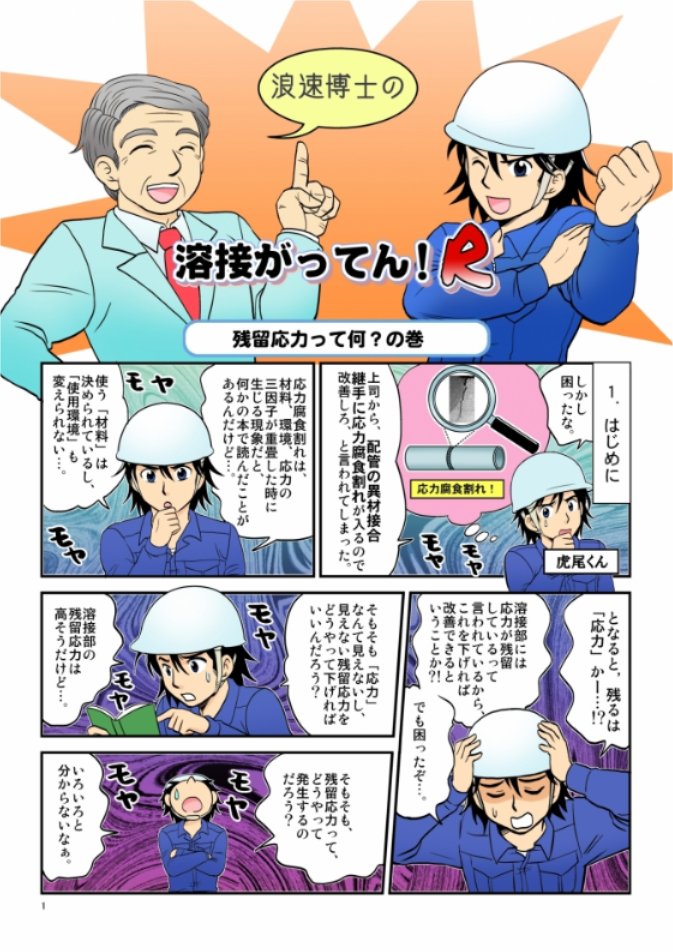 浪速博士の
溶接がってん!R
残留応力って何?の巻
1．はじめに
しかし
困ったな。
応力腐食割れ!
虎尾くん
上司から、配管の異材接合
継手に応力腐食割れが入るので
改善しろ、と言われてしまった。
モヤ
モヤ
応力腐食割れは、
材料、環境、応力の
三因子が重畳した時に
生じる現象だと、
何かの本で読んだことが
あるんだけど…。
使う「材料」は
決められているし、
「使用環境」も
変えられない…。
モヤ
モヤ
となると，残るは
「応力」かー…!?
溶接部には
応力が残留
しているって
言われているから、
これを下げれば
改善できると
いうことか?!
でも困ったぞ…。
そもそも「応力」
なんて見えないし、
見えない残留応力を
どうやって下げれば
いいんだろう?
溶接部の
残留応力は
高そうだけど…。
モヤ
モヤ
そもそも、
残留応力って、
どうやって
発生するの
だろう?
いろいろと
分からないなぁ。
モヤ
モヤ
1